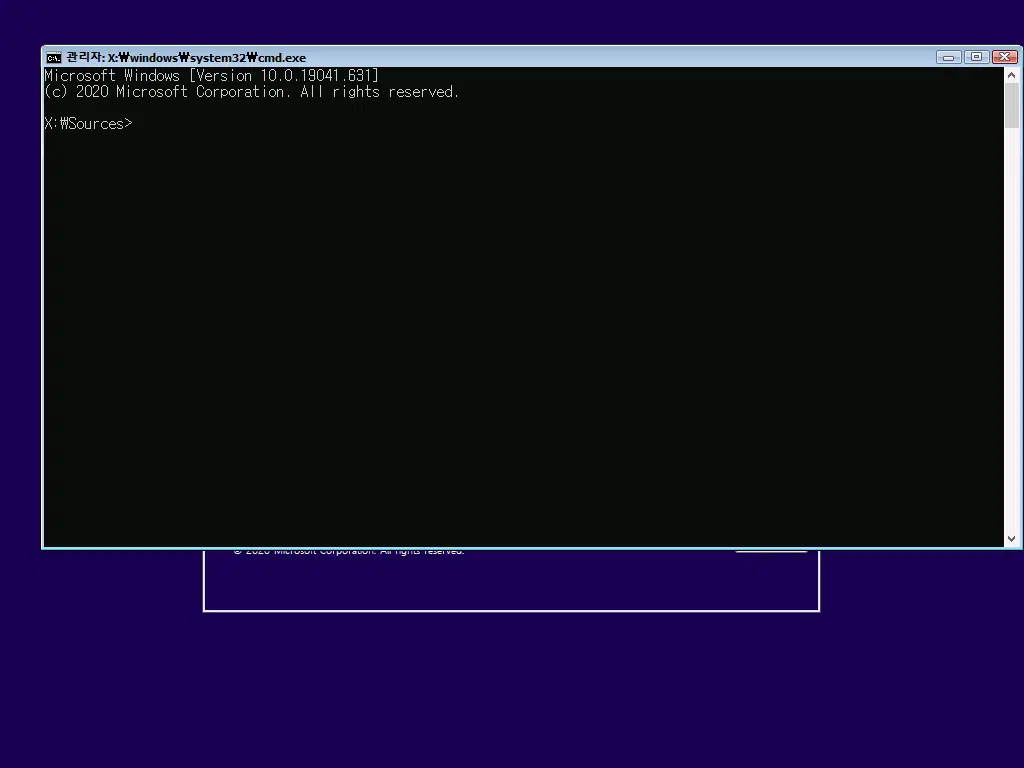 관리자: X:₩windows₩system32₩cmd.exe
Microsoft Windows [Version 10.0.19041.631]
(c) 2020 Microsoft Corporation. All rights reserved.
X:₩Sources>
© 2020 Microsoft Corporation. All rights reserved.